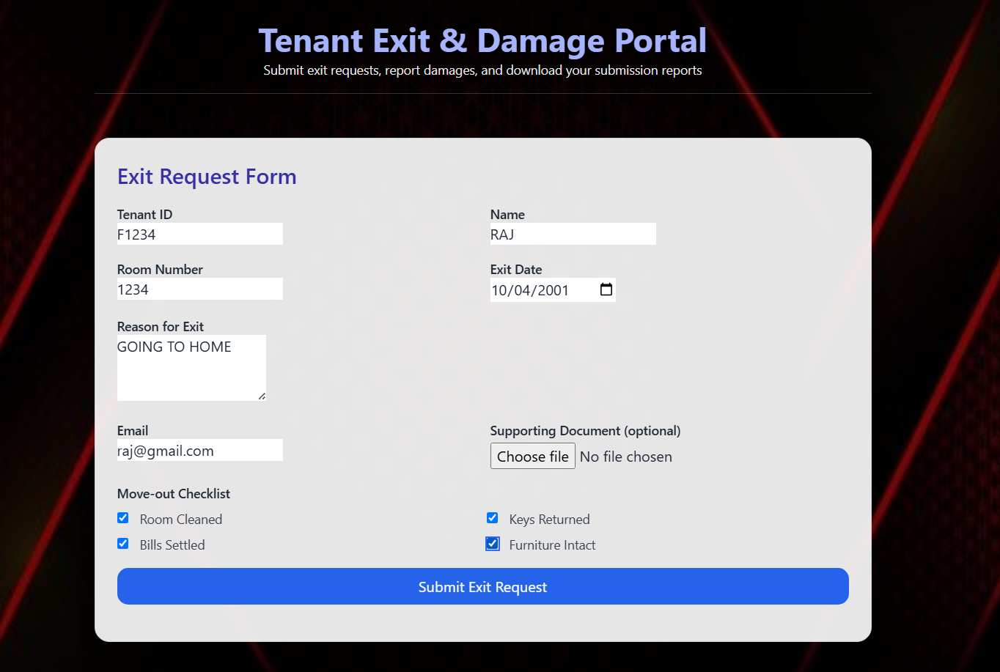 Tenant Exit & Damage Portal
Submit exit requests, report damages, and download your submission reports
Exit Request Form
Tenant ID
F1234
Name
RAJ
Room Number
1234
Exit Date
10/04/2001
Reason for Exit
GOING TO HOME
Email
raj@gmail.com
Supporting Document (optional)
Choose file No file chosen
Move-out Checklist
Room Cleaned
Keys Returned
Bills Settled
Furniture Intact
Submit Exit Request